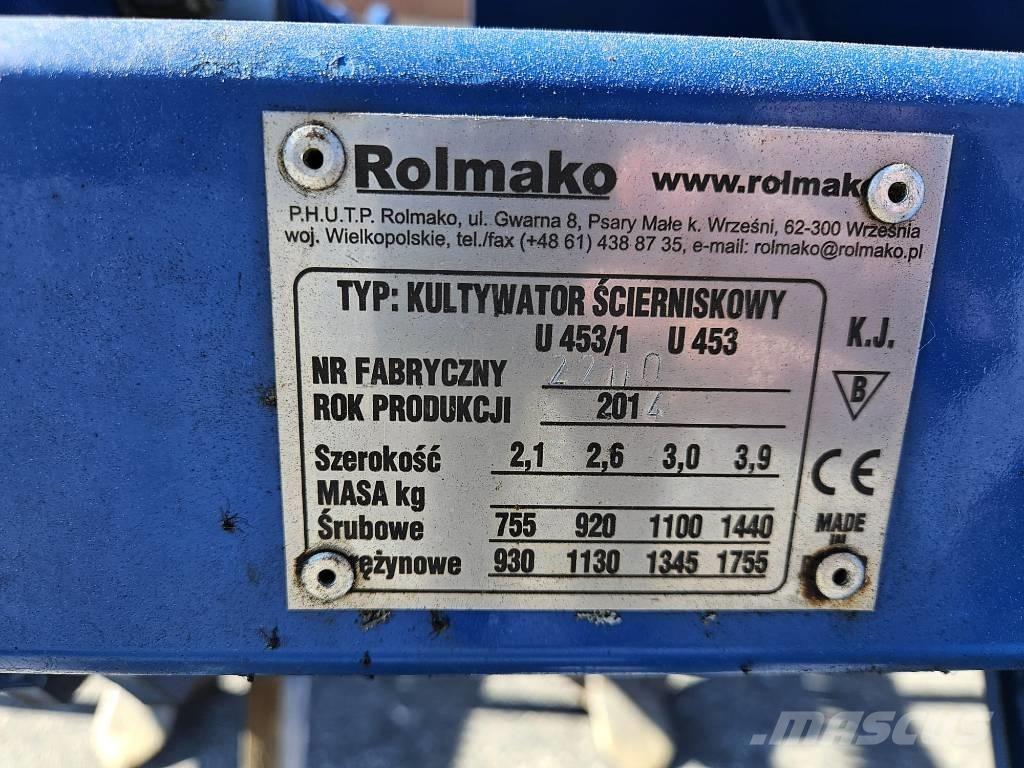 Rolmako www.rolmako
P.H.U.T.P. Rolmako, ul. Gwarna 8, Psary Małe k. Wrześni, 62-300 Września
woj. Wielkopolskie, tel./fax (+48 61) 438 87 35, e-mail: rolmako@rolmako.pl
TYP: KULTYWATOR ŚCIERNISKOWY
U 453/1 U 453
K.J.
NR FABRYCZNY
B
ROK PRODUKCJI 2014
Szerokość 2,1 2,6 3,0 3,9
CE
MASA kg
Śrubowe 755 920 1100 1440
MADE
IN
930 1130 1345 1755
MASCUS